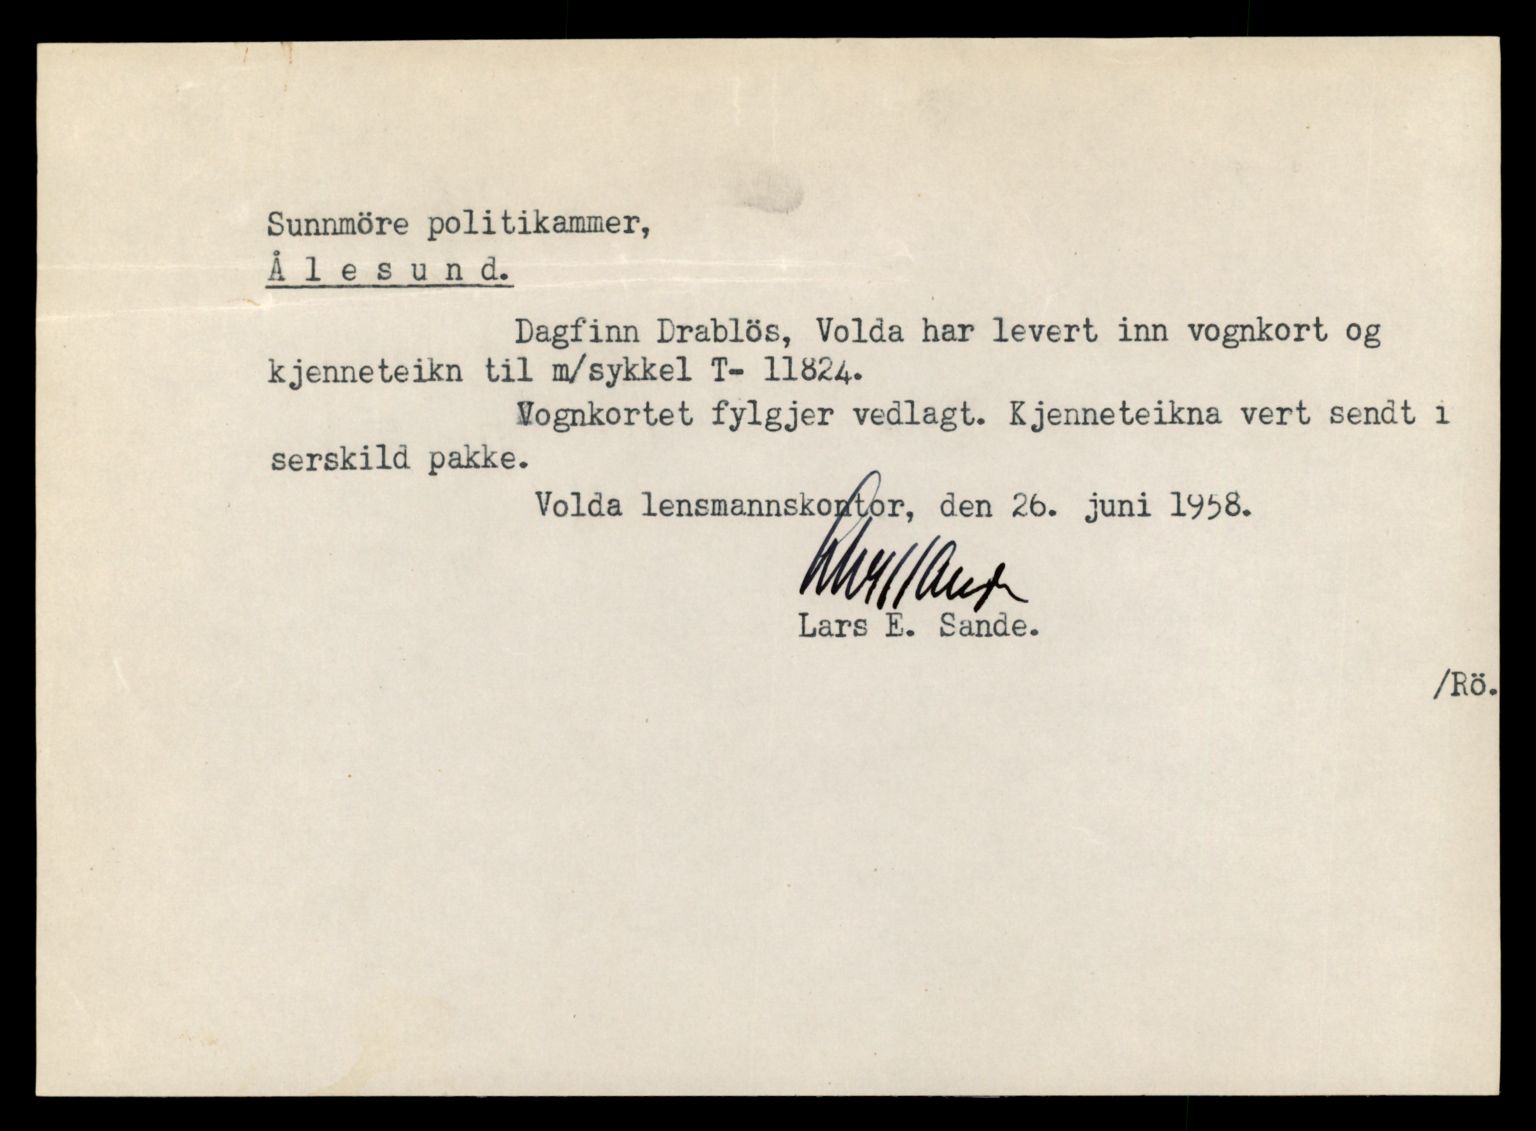 Sunnmöre politikammer,
Å l e s u n d.
Dagfinn Drablös, Volda har levert inn vognkort og
kjenneteikn til m/sykkel T- 11824.
Vognkortet fylgjer vedlagt. Kjenneteikna vert sendt i
serskild pakke.
Volda lensmannskontor, den 26. juni 1958.
Lars E. Sande.
/Rö.